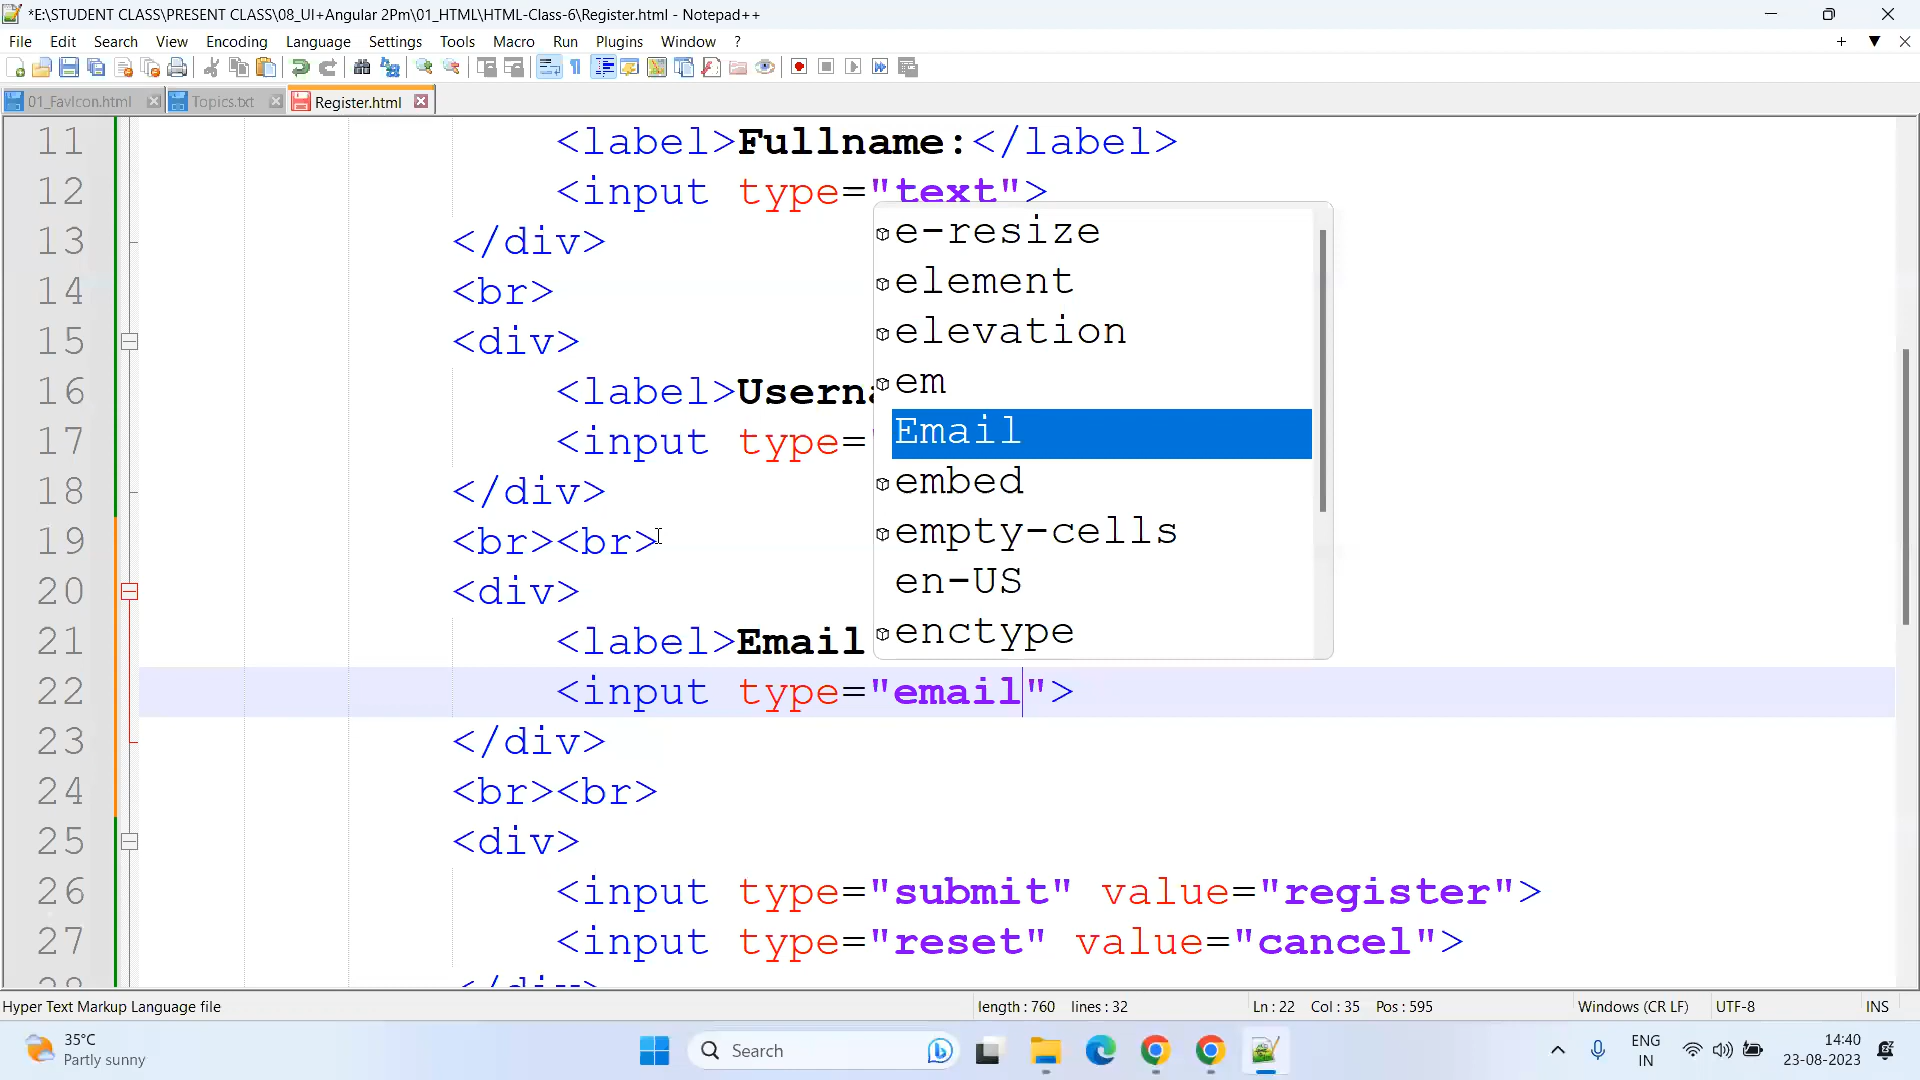 *E:\STUDENT CLASS\PRESENT CLASS\08_UI+Angular 2Pm\01_HTML\HTML-Class-6\Register.html - Notepad++
File Edit Search View Encoding Language Settings Tools Macro Run Plugins Window ?
01_FavIcon.html Topics.txt Register.html
11 <label>Fullname:</label>
12 <input type="text">
13 </div>
14 <br>
15 <div>
16 <label>Userna
17 <input type=
18 </div>
19 <br><br>
20 <div>
21 <label>Email
22 <input type="email">
23 </div>
24 <br><br>
25 <div>
26 <input type="submit" value="register">
27 <input type="reset" value="cancel">
28 </div>
e-resize
element
elevation
em
Email
embed
empty-cells
en-US
enctype
Hyper Text Markup Language file length : 760 lines : 32 Ln : 22 Col : 35 Pos : 595 Windows (CR LF) UTF-8 INS
35°C
Partly sunny
Search
ENG
IN
14:40
23-08-2023